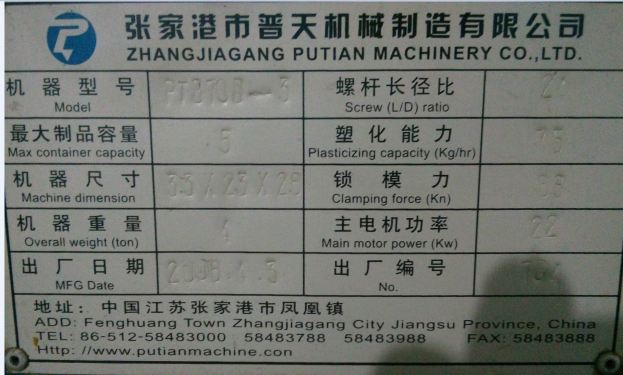 张家港市普天机械制造有限公司
ZHANGJIAGANG PUTIAN MACHINERY CO.,LTD.
机器型号 螺杆长径比
Model Screw (L/D) ratio
最大制品容量 5 塑化能力
Max container capacity Plasticizing capacity (Kg/hr)
机器尺寸 锁模力
Machine dimension Clamping force (Kn)
机器重量 4 主电机功率 22
Overall weight (ton) Main motor power (Kw)
出厂日期 出厂编号
MFG Date No.
地址: 中国江苏张家港市凤凰镇
ADD: Fenghuang Town Zhangjiagang City Jiangsu Province, China
TEL: 86-512-58483000 58483788 58483988 FAX: 58483888
Http: //www.putianmachine.con